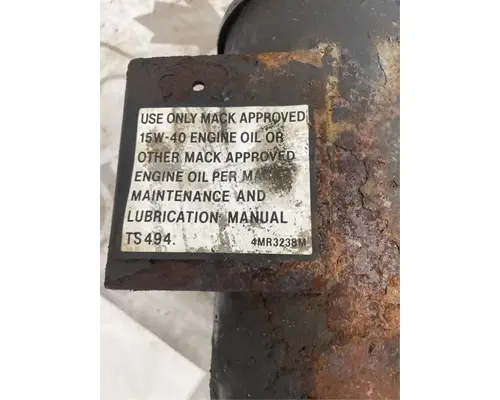 USE ONLY MACK APPROVED
15W-40 ENGINE OIL OR
OTHER MACK APPROVED
ENGINE OIL PER MACK
MAINTENANCE AND
LUBRICATION MANUAL
TS494.
4MR323BM